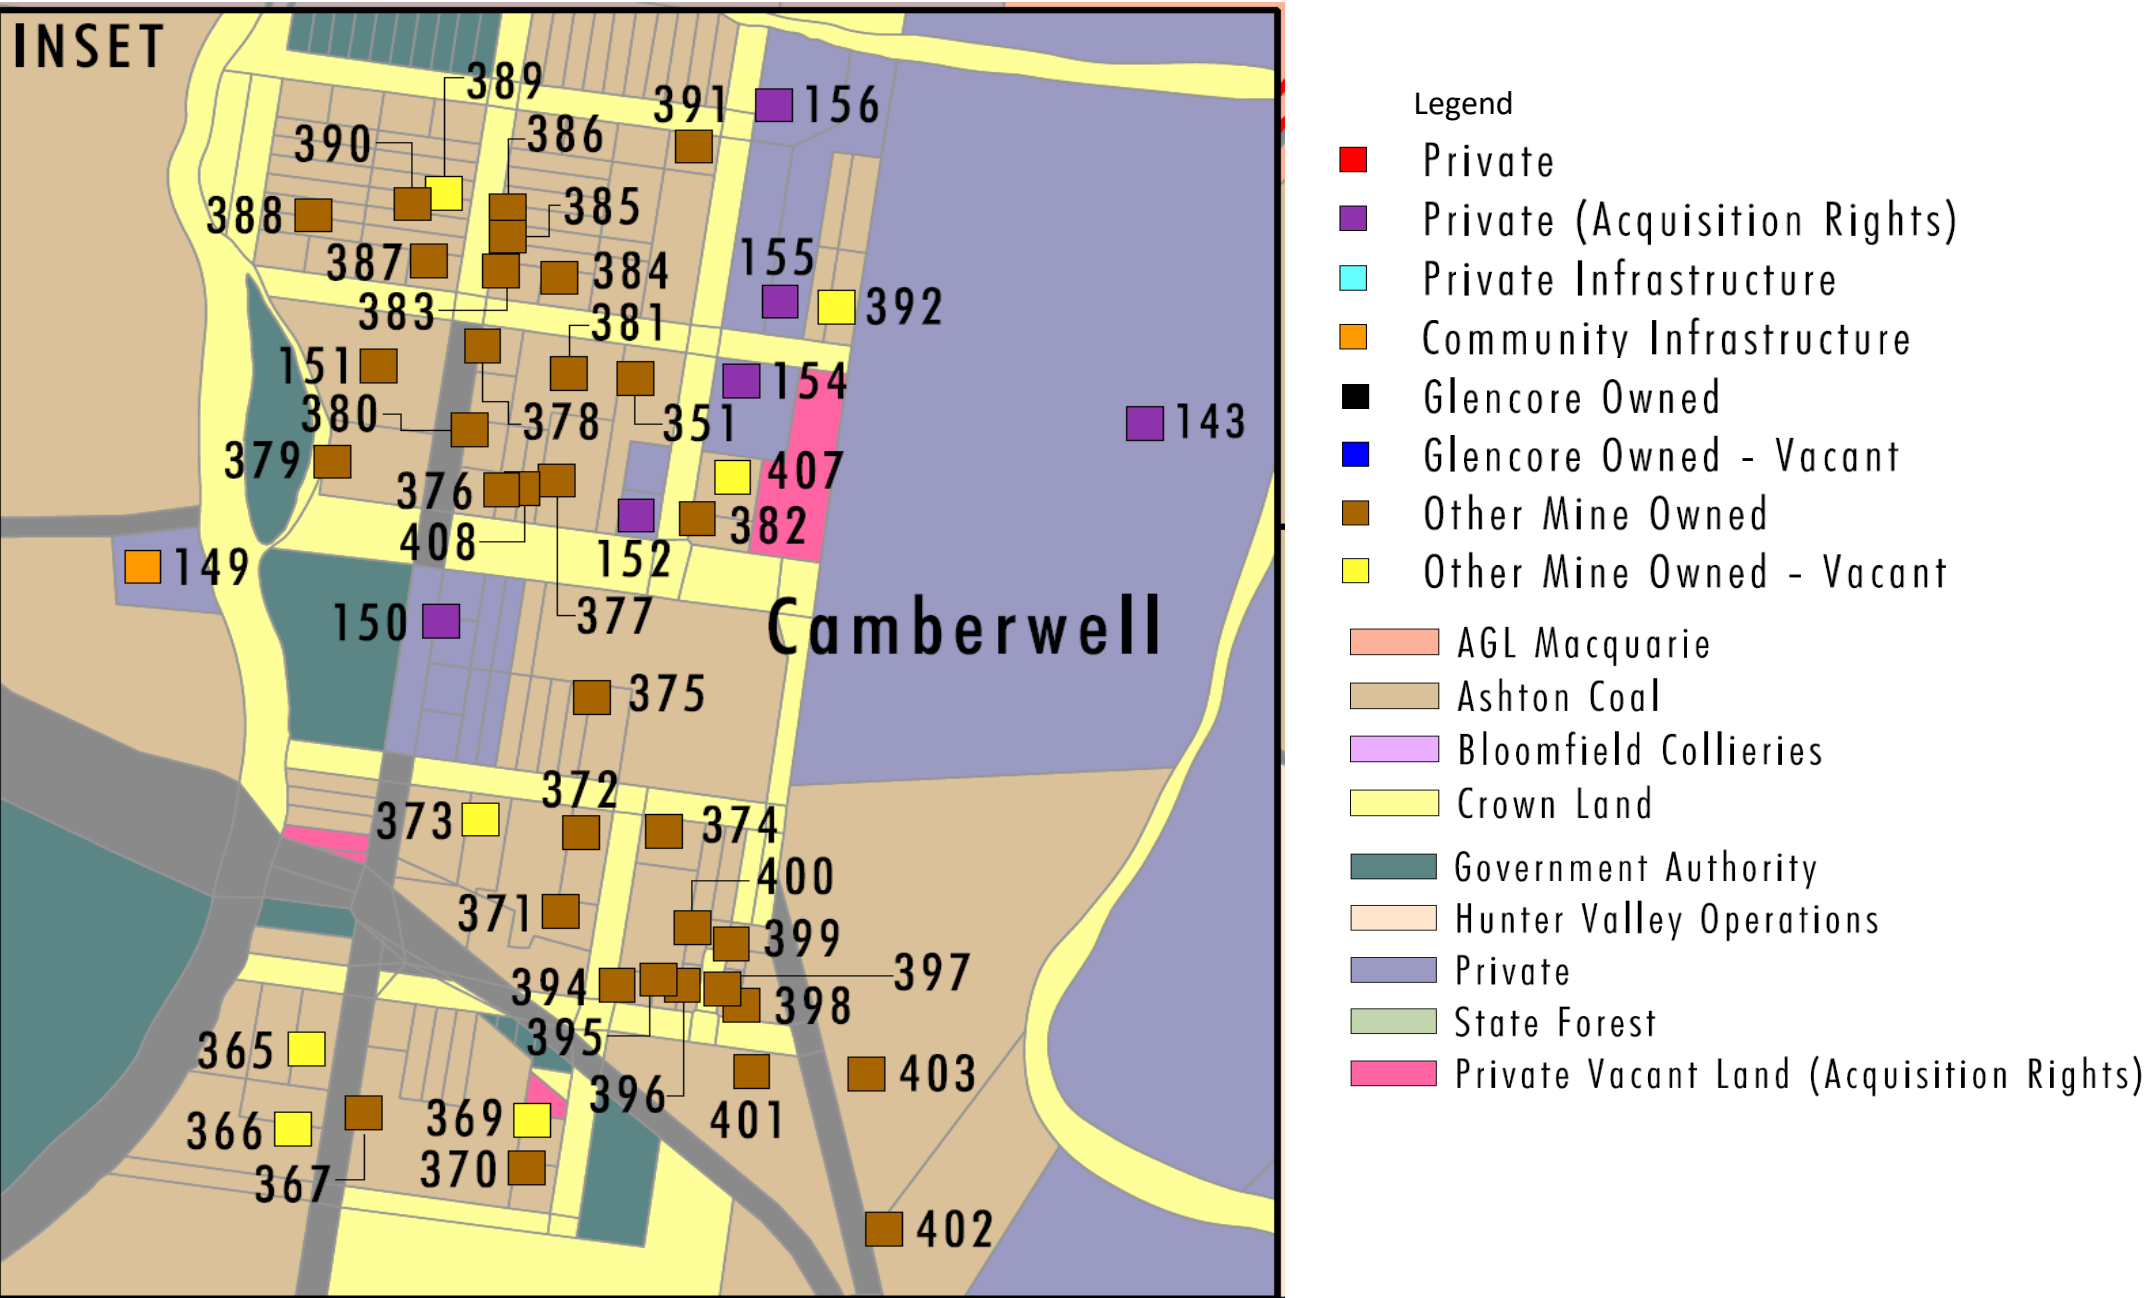 INSET
389
391
156
390
386
388
385
387
384
155
383
392
381
151
154
380
378
351
143
379
376
407
408
382
152
149
150
377
Camberwell
375
372
373
374
400
371
399
394
397
398
395
365
396
403
401
369
366
370
367
402
Legend
Private
Private (Acquisition Rights)
Private Infrastructure
Community Infrastructure
Glencore Owned
Glencore Owned - Vacant
Other Mine Owned
Other Mine Owned - Vacant
AGL Macquarie
Ashton Coal
Bloomfield Collieries
Crown Land
Government Authority
Hunter Valley Operations
Private
State Forest
Private Vacant Land (Acquisition Rights)